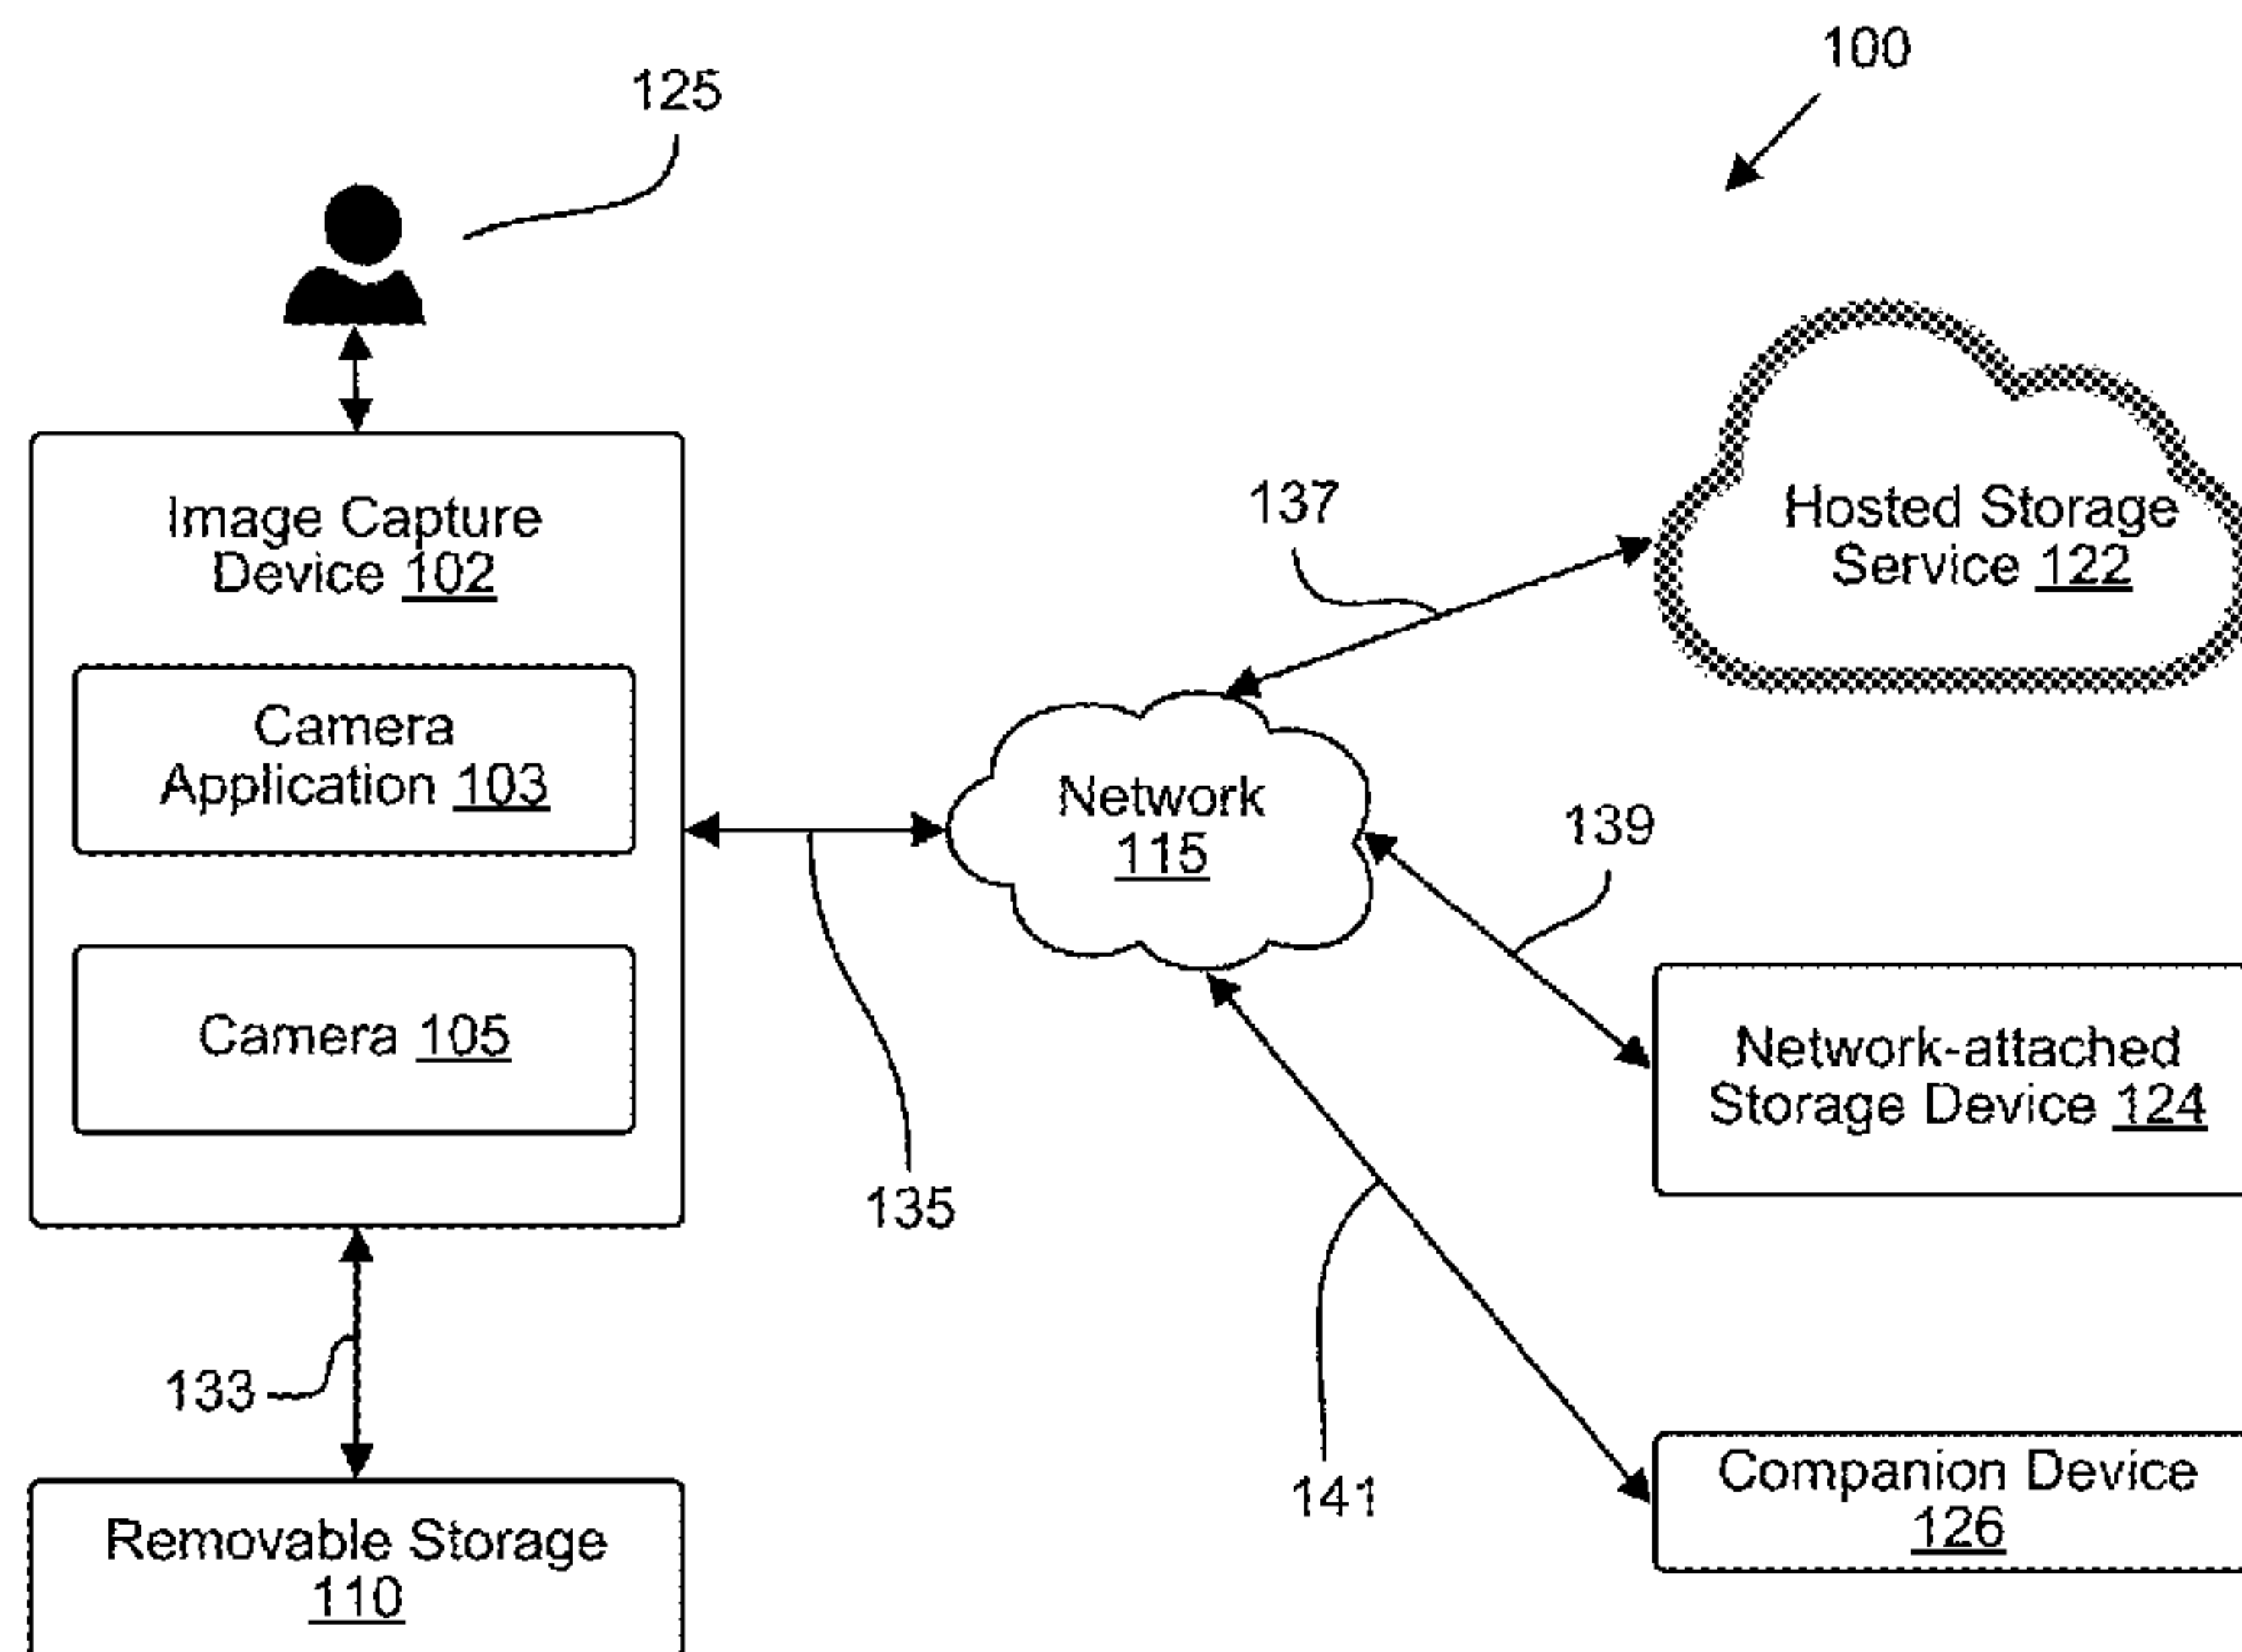 100
125
Image Capture
Device 102
Camera
Application 103
Camera 105
133
Removable Storage
110
135
Network
115
137
Hosted Storage
Service 122
139
Network-attached
Storage Device 124
141
Companion Device
126